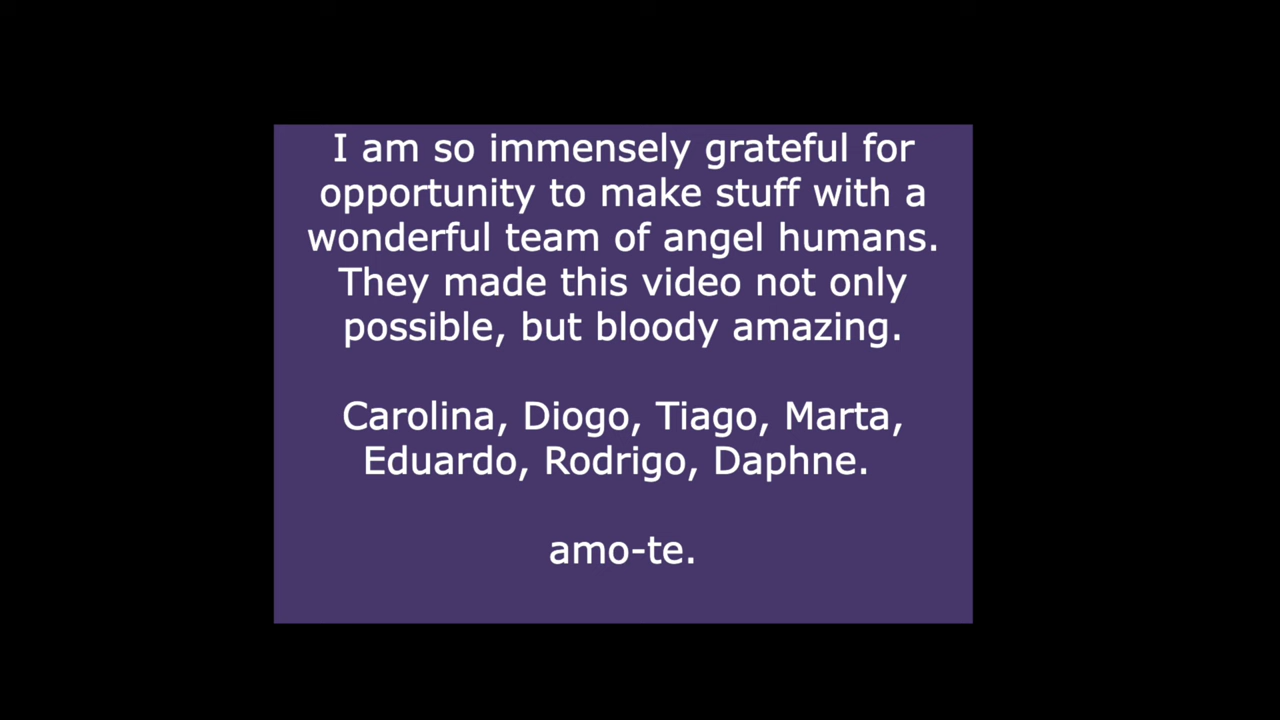 I am so immensely grateful for
opportunity to make stuff with a
wonderful team of angel humans.
They made this video not only
possible, but bloody amazing.
Carolina, Diogo, Tiago, Marta,
Eduardo, Rodrigo, Daphne.
amo-te.